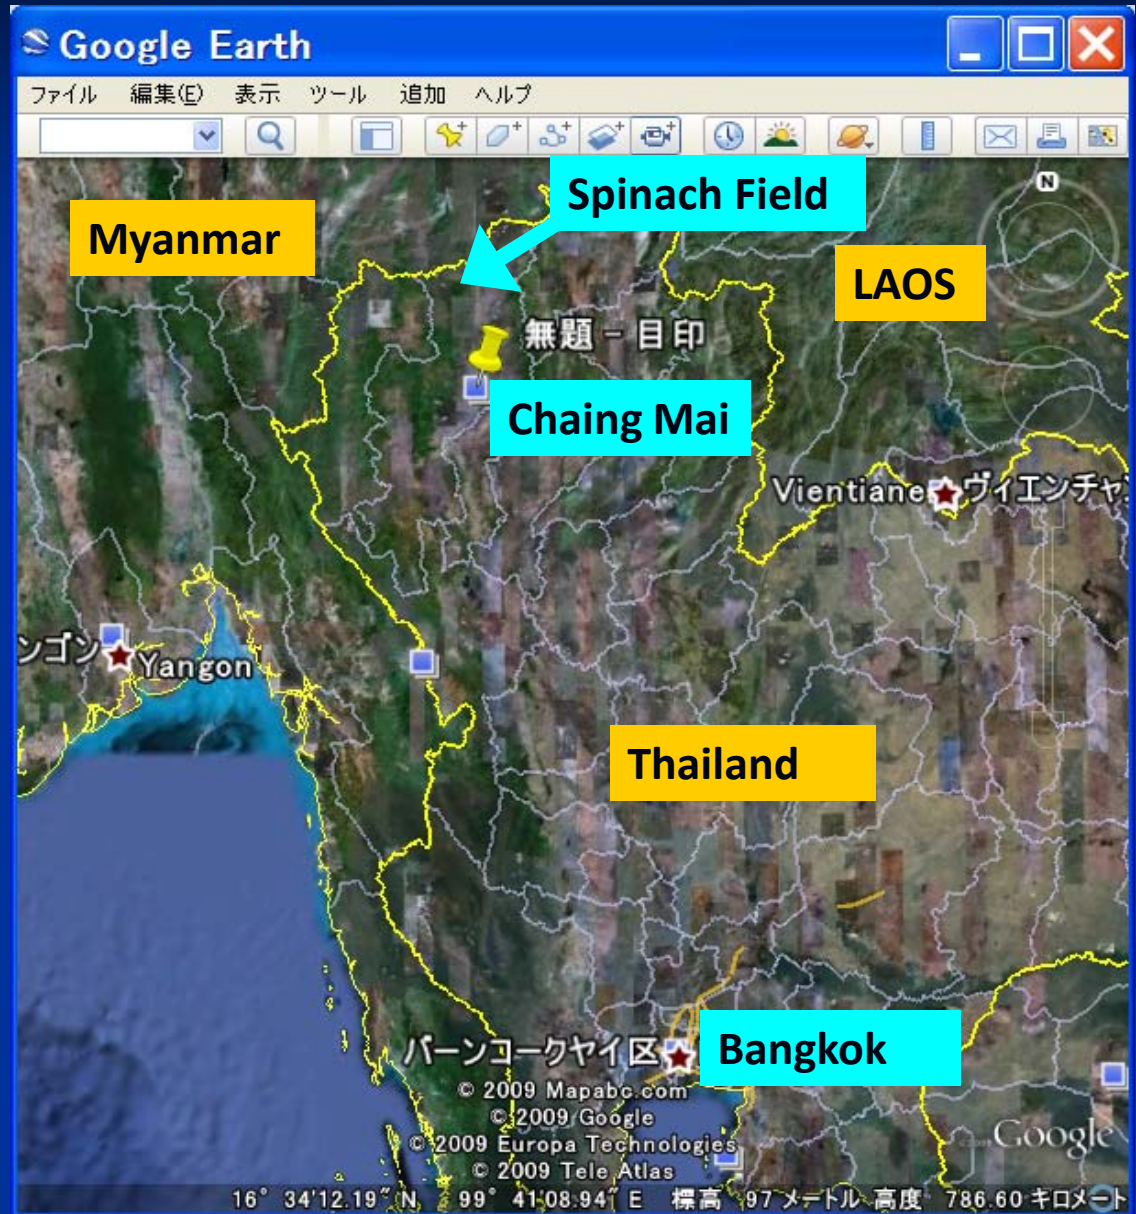 Google Earth
ファイル 編集(E) 表示 ツール 追加 ヘルプ
Spinach Field
N
Myanmar
LAOS
無題 - 目印
Chaing Mai
Vientiane ヴィエンチャン
ンゴン Yangon
Thailand
バーンコークヤイ区 Bangkok
© 2009 Mapabc.com
© 2009 Google
© 2009 Europa Technologies
© 2009 Tele Atlas
Google
16° 34'12.19" N 99° 41'08.94" E 標高 97 メートル 高度 786.60 キロメート